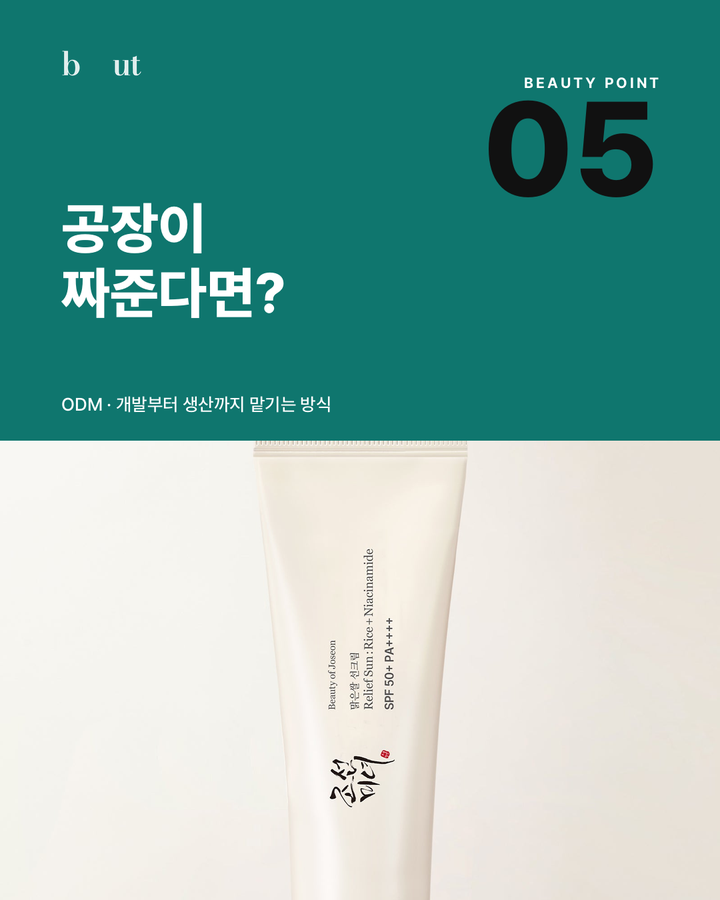 b ut
BEAUTY POINT
05
공장이
짜준다면?
ODM · 개발부터 생산까지 맡기는 방식
Beauty of Joseon
맑은쌀 선크림
Relief Sun : Rice + Niacinamide
SPF 50+ PA++++
조선
미녀